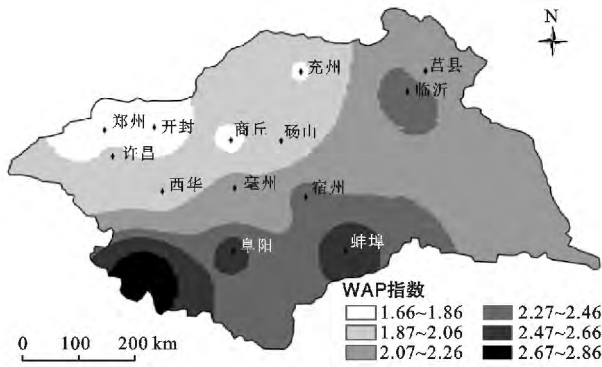 N
兖州
莒县
临沂
郑州
开封
商丘
砀山
许昌
西华
亳州
宿州
阜阳
蚌埠
WAP指数
1.66~1.86
2.27~2.46
1.87~2.06
2.47~2.66
2.07~2.26
2.67~2.86
0 100 200 km